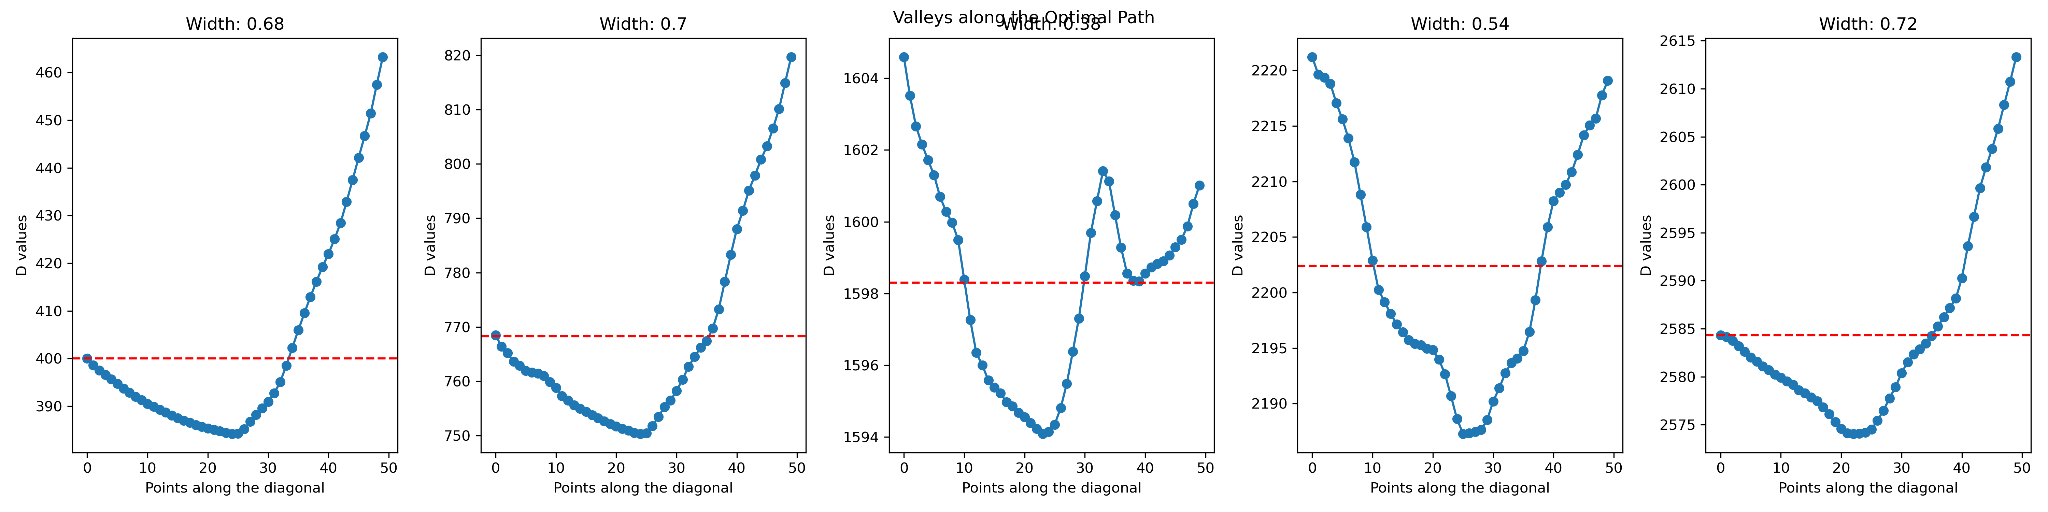 Valleys along the Optimal Path
Width: 0.68
460
450
440
430
420
410
400
390
D values
0 10 20 30 40 50
Points along the diagonal
Width: 0.7
820
810
800
790
780
770
760
750
D values
0 10 20 30 40 50
Points along the diagonal
Width: 0.38
1604
1602
1600
1598
1596
1594
D values
0 10 20 30 40 50
Points along the diagonal
Width: 0.54
2220
2215
2210
2205
2200
2195
2190
D values
0 10 20 30 40 50
Points along the diagonal
Width: 0.72
2615
2610
2605
2600
2595
2590
2585
2580
2575
D values
0 10 20 30 40 50
Points along the diagonal